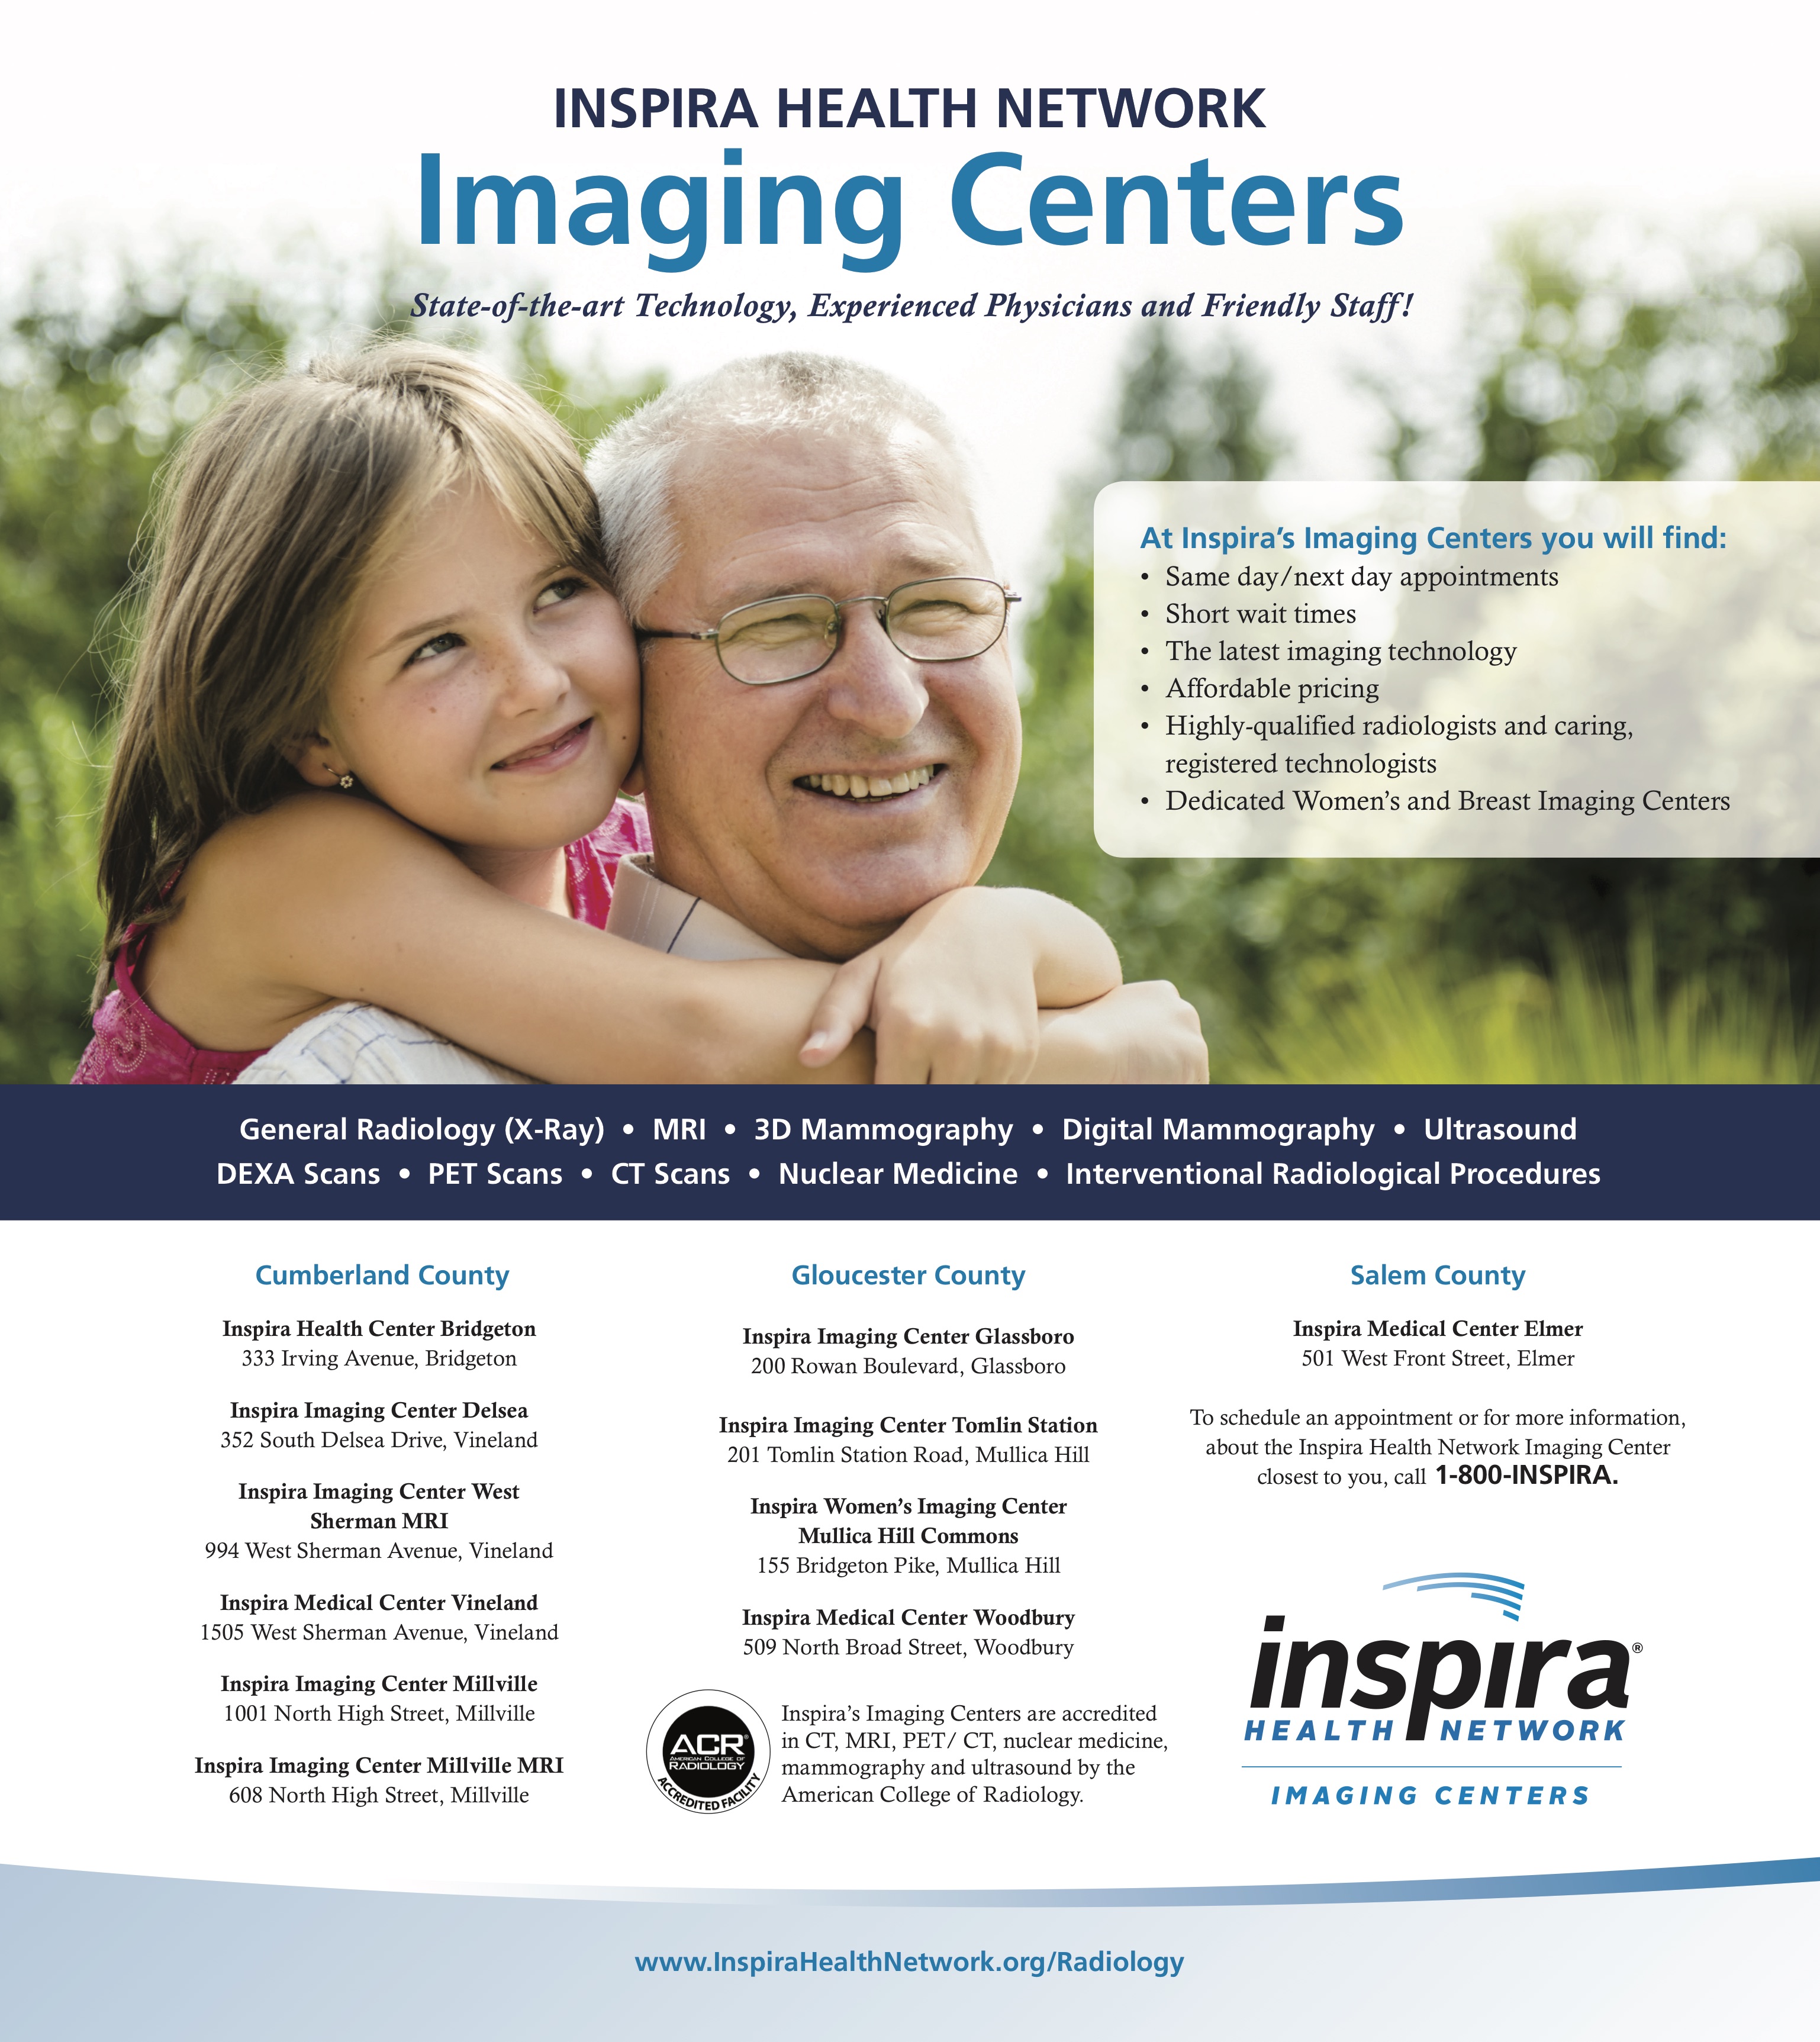 INSPIRA HEALTH NETWORK
Imaging Centers
State-of-the-art Technology, Experienced Physicians and Friendly Staff!
At Inspira’s Imaging Centers you will find:
• Same day/next day appointments
• Short wait times
• The latest imaging technology
• Affordable pricing
• Highly-qualified radiologists and caring,
registered technologists
• Dedicated Women’s and Breast Imaging Centers
General Radiology (X-Ray) • MRI • 3D Mammography • Digital Mammography • Ultrasound
DEXA Scans • PET Scans • CT Scans • Nuclear Medicine • Interventional Radiological Procedures
Cumberland County
Inspira Health Center Bridgeton
333 Irving Avenue, Bridgeton
Inspira Imaging Center Delsea
352 South Delsea Drive, Vineland
Inspira Imaging Center West
Sherman MRI
994 West Sherman Avenue, Vineland
Inspira Medical Center Vineland
1505 West Sherman Avenue, Vineland
Inspira Imaging Center Millville
1001 North High Street, Millville
Inspira Imaging Center Millville MRI
608 North High Street, Millville
Gloucester County
Inspira Imaging Center Glassboro
200 Rowan Boulevard, Glassboro
Inspira Imaging Center Tomlin Station
201 Tomlin Station Road, Mullica Hill
Inspira Women’s Imaging Center
Mullica Hill Commons
155 Bridgeton Pike, Mullica Hill
Inspira Medical Center Woodbury
509 North Broad Street, Woodbury
ACR®
AMERICAN COLLEGE OF
RADIOLOGY
ACCREDITED FACILITY
Inspira’s Imaging Centers are accredited
in CT, MRI, PET/ CT, nuclear medicine,
mammography and ultrasound by the
American College of Radiology.
Salem County
Inspira Medical Center Elmer
501 West Front Street, Elmer
To schedule an appointment or for more information,
about the Inspira Health Network Imaging Center
closest to you, call 1-800-INSPIRA.
inspira®
HEALTH NETWORK
IMAGING CENTERS
www.InspiraHealthNetwork.org/Radiology